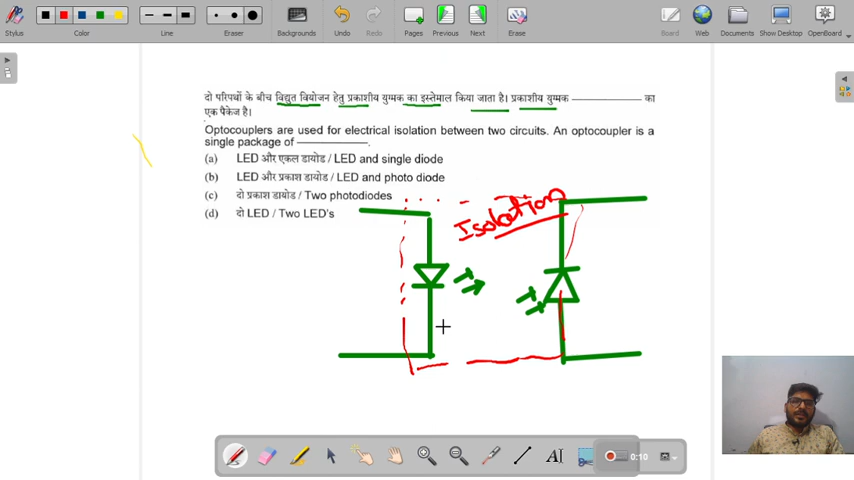 Stylus
Color
Line
Eraser
Backgrounds
Undo
Redo
Pages
Previous
Next
Erase
Board
Web
Documents
Show Desktop
OpenBoard
दो परिपथों के बीच विद्युत वियोजन हेतु प्रकाशीय युग्मक का इस्तेमाल किया जाता है। प्रकाशीय युग्मक ———————— का
एक पैकेज है।
Optocouplers are used for electrical isolation between two circuits. An optocoupler is a
single package of ————————.
(a) LED और एकल डायोड / LED and single diode
(b) LED और प्रकाश डायोड / LED and photo diode
(c) दो प्रकाश डायोड / Two photodiodes
(d) दो LED / Two LED's
Isolation
0:10